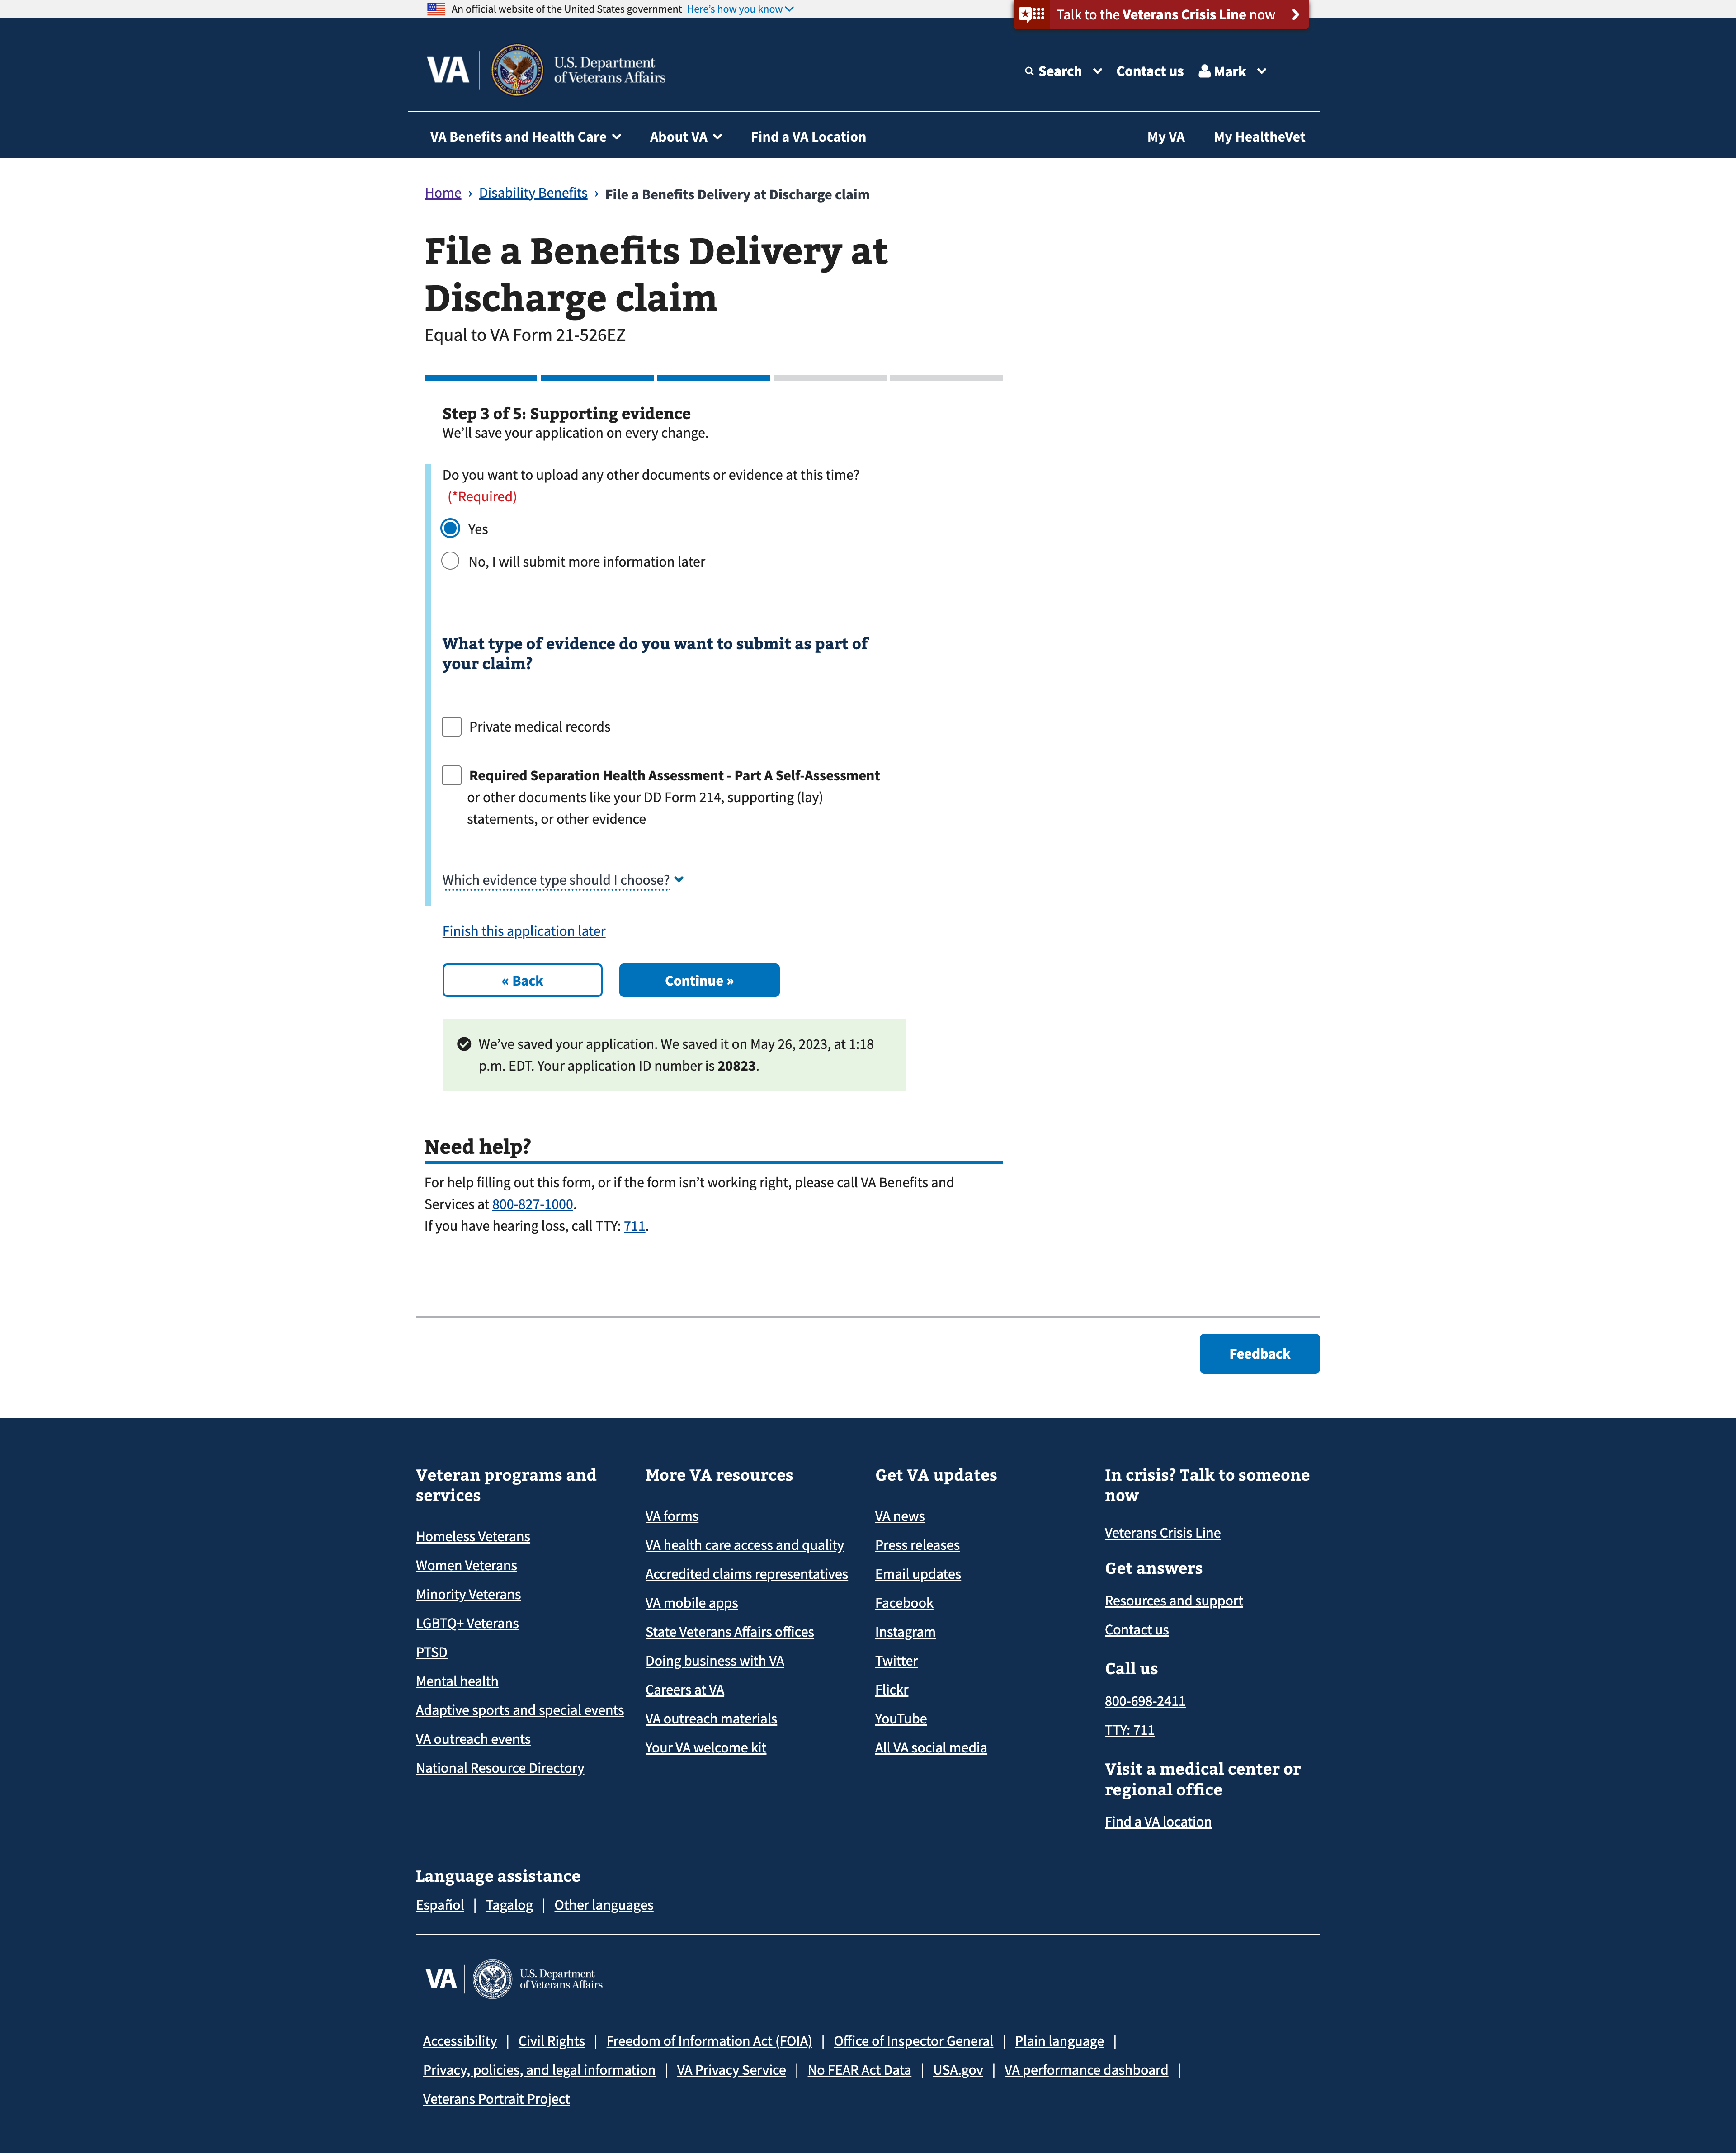 An official website of the United States government Here's how you know
Talk to the Veterans Crisis Line now
VA
U.S. Department
of Veterans Affairs
Search
Contact us
Mark
VA Benefits and Health Care
About VA
Find a VA Location
My VA
My HealtheVet
Home › Disability Benefits › File a Benefits Delivery at Discharge claim
File a Benefits Delivery at
Discharge claim
Equal to VA Form 21-526EZ
Step 3 of 5: Supporting evidence
We'll save your application on every change.
Do you want to upload any other documents or evidence at this time?
(*Required)
Yes
No, I will submit more information later
What type of evidence do you want to submit as part of
your claim?
Private medical records
Required Separation Health Assessment - Part A Self-Assessment
or other documents like your DD Form 214, supporting (lay)
statements, or other evidence
Which evidence type should I choose?
Finish this application later
« Back
Continue »
We've saved your application. We saved it on May 26, 2023, at 1:18
p.m. EDT. Your application ID number is 20823.
Need help?
For help filling out this form, or if the form isn't working right, please call VA Benefits and
Services at 800-827-1000.
If you have hearing loss, call TTY: 711.
Feedback
Veteran programs and
services
Homeless Veterans
Women Veterans
Minority Veterans
LGBTQ+ Veterans
PTSD
Mental health
Adaptive sports and special events
VA outreach events
National Resource Directory
More VA resources
VA forms
VA health care access and quality
Accredited claims representatives
VA mobile apps
State Veterans Affairs offices
Doing business with VA
Careers at VA
VA outreach materials
Your VA welcome kit
Get VA updates
VA news
Press releases
Email updates
Facebook
Instagram
Twitter
Flickr
YouTube
All VA social media
In crisis? Talk to someone
now
Veterans Crisis Line
Get answers
Resources and support
Contact us
Call us
800-698-2411
TTY: 711
Visit a medical center or
regional office
Find a VA location
Language assistance
Español | Tagalog | Other languages
VA
U.S. Department
of Veterans Affairs
Accessibility | Civil Rights | Freedom of Information Act (FOIA) | Office of Inspector General | Plain language |
Privacy, policies, and legal information | VA Privacy Service | No FEAR Act Data | USA.gov | VA performance dashboard |
Veterans Portrait Project